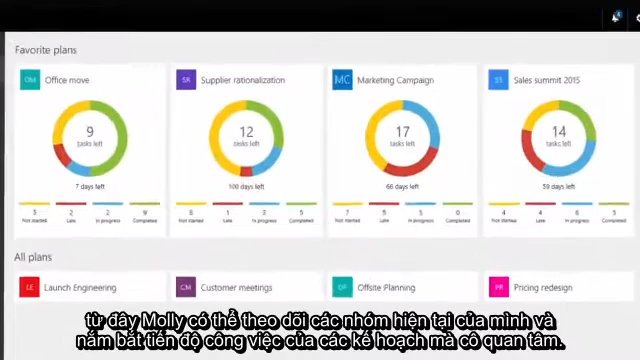 Favorite plans
OM Office move
SR Supplier rationalization
MC Marketing Campaign
SS Sales summit 2015
9 12 17 14
tasks left tasks left tasks left tasks left
7 days left 100 days left 66 days left 59 days left
2 2 9
Not started Late In progress Completed
6 1 3 5
Not started Late In progress Completed
7 5 5 0
Not started Late In progress Completed
4 4 6 3
Not started Late In progress Completed
All plans
LE Launch Engineering
CM Customer meetings
OP Offsite Planning
PR Pricing redesign
từ đây Molly có thể theo dõi các nhóm hiện tại của mình và
nắm bắt tiến độ công việc của các kế hoạch mà cô quan tâm.